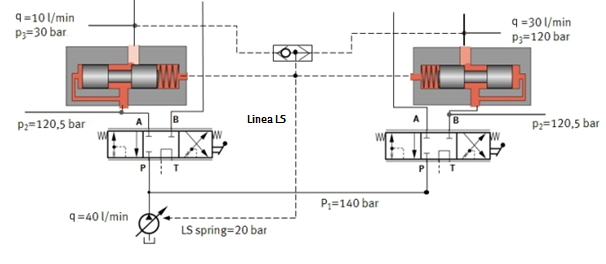 q=10 l/min
p3=30 bar
q=30 l/min
p3=120 bar
Linea LS
p2=120,5 bar
A
B
A
B
p2=120,5 bar
P
T
P
T
P1=140 bar
q=40 l/min
LS spring=20 bar